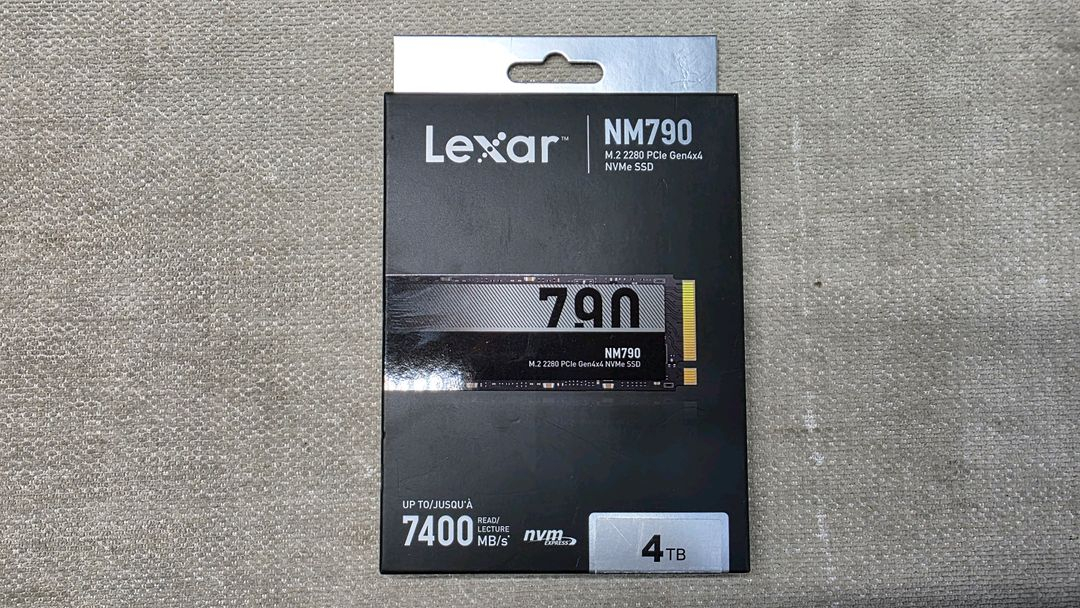 Lexar™
NM790
M.2 2280 PCIe Gen4x4
NVMe SSD
790
NM790
M.2 2280 PCIe Gen4x4 NVMe SSD
UP TO/JUSQU'À
7400 READ/
LECTURE
MB/s*
nvm
EXPRESS
4TB